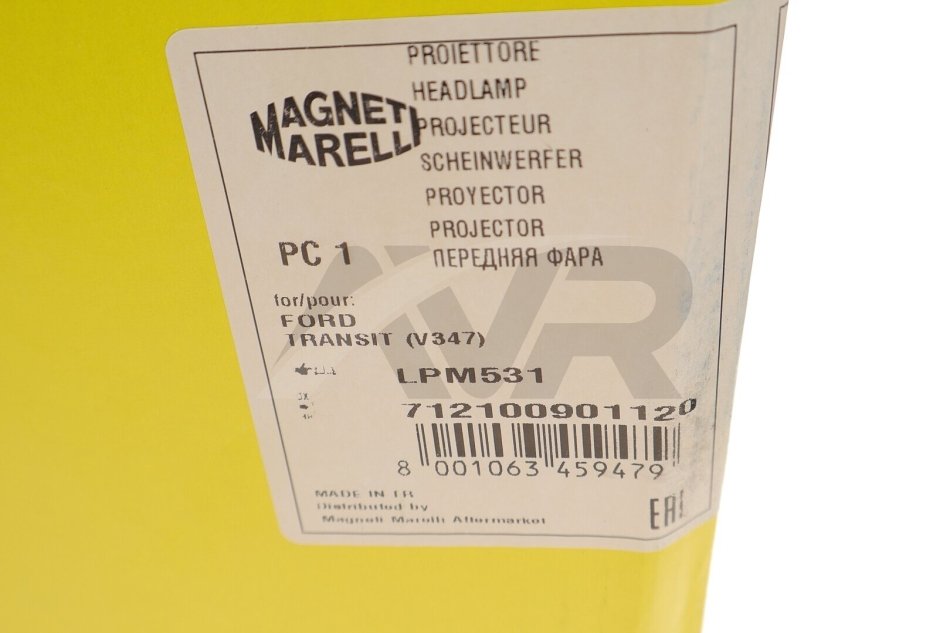 PROIETTORE
HEADLAMP
MAGNETI
MARELLI
PROJECTEUR
SCHEINWERFER
PROYECTOR
PROJECTOR
ПЕРЕДНЯЯ ФАРА
PC 1
AVR
for/pour:
FORD
TRANSIT (V347)
LPM531
712100901120
8 001063 459479
MADE IN TR
Distributed by
Magneti Marelli Aftermarket
EAC